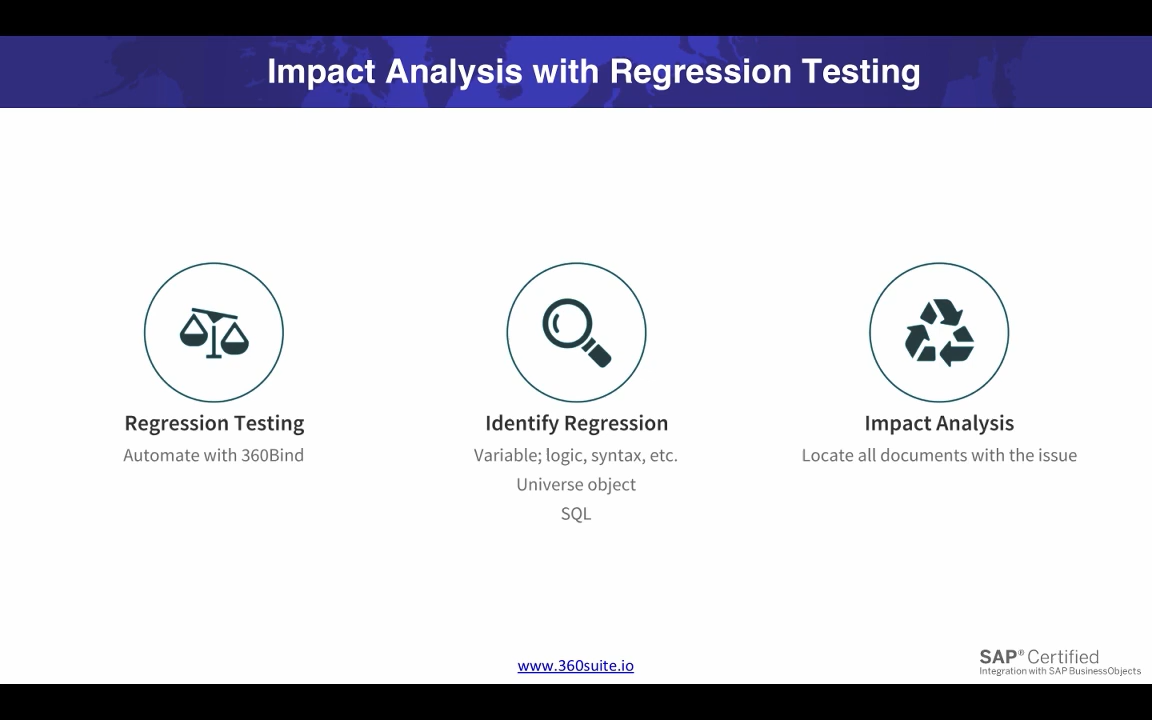 Impact Analysis with Regression Testing
Regression Testing
Automate with 360Bind
Identify Regression
Variable; logic, syntax, etc.
Universe object
SQL
Impact Analysis
Locate all documents with the issue
www.360suite.io
SAP® Certified
Integration with SAP BusinessObjects